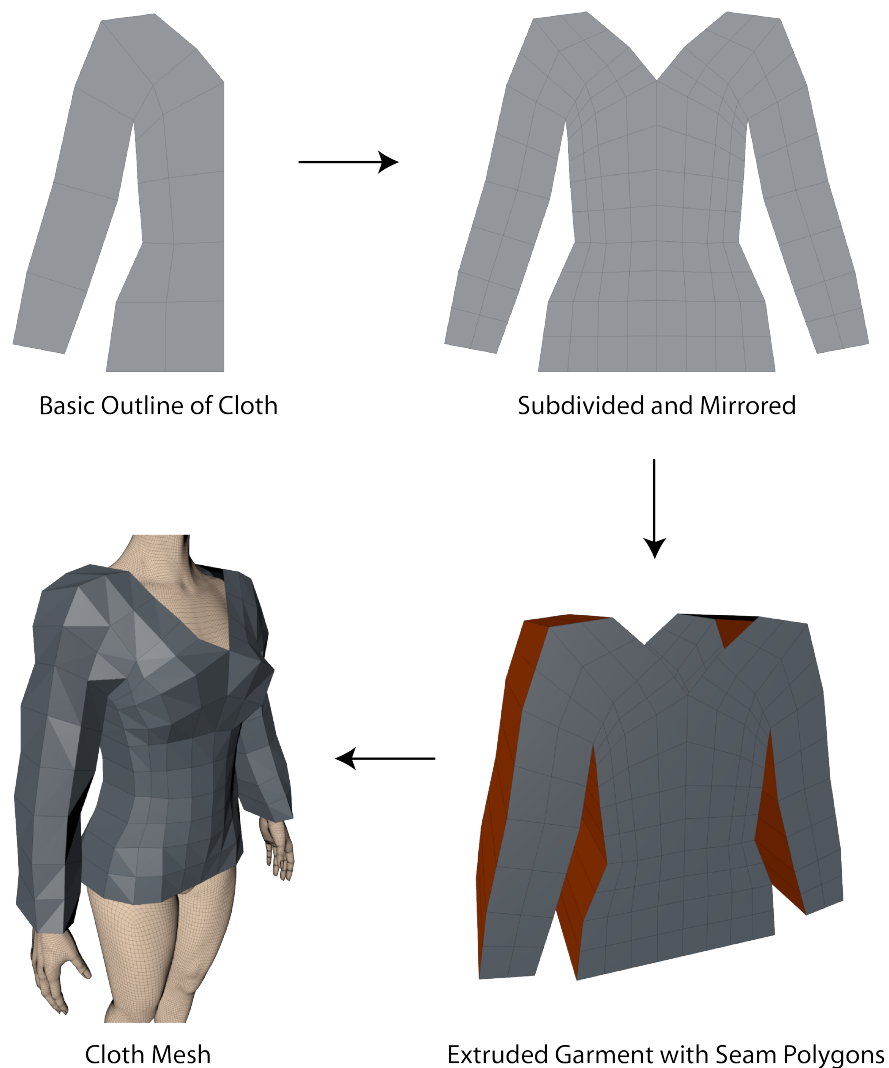 Basic Outline of Cloth
Subdivided and Mirrored
Cloth Mesh
Extruded Garment with Seam Polygons